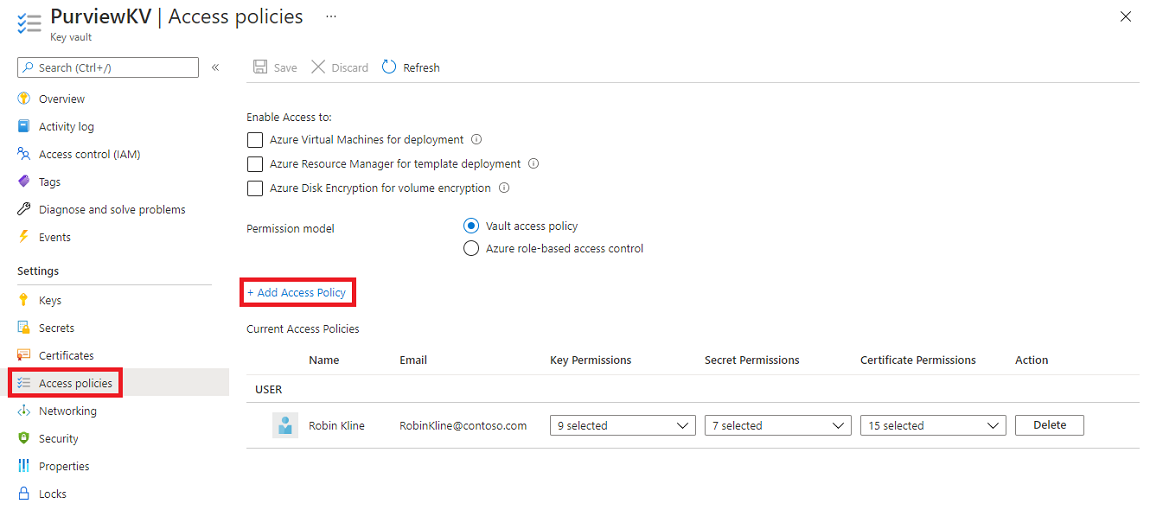 PurviewKV | Access policies ...
Key vault
Search (Ctrl+/)
«
Overview
Activity log
Access control (IAM)
Tags
Diagnose and solve problems
Events
Settings
Keys
Secrets
Certificates
Access policies
Networking
Security
Properties
Locks
Save Discard Refresh
Enable Access to:
Azure Virtual Machines for deployment
Azure Resource Manager for template deployment
Azure Disk Encryption for volume encryption
Permission model
Vault access policy
Azure role-based access control
+ Add Access Policy
Current Access Policies
Name Email Key Permissions Secret Permissions Certificate Permissions Action
USER
Robin Kline RobinKline@contoso.com 9 selected 7 selected 15 selected Delete